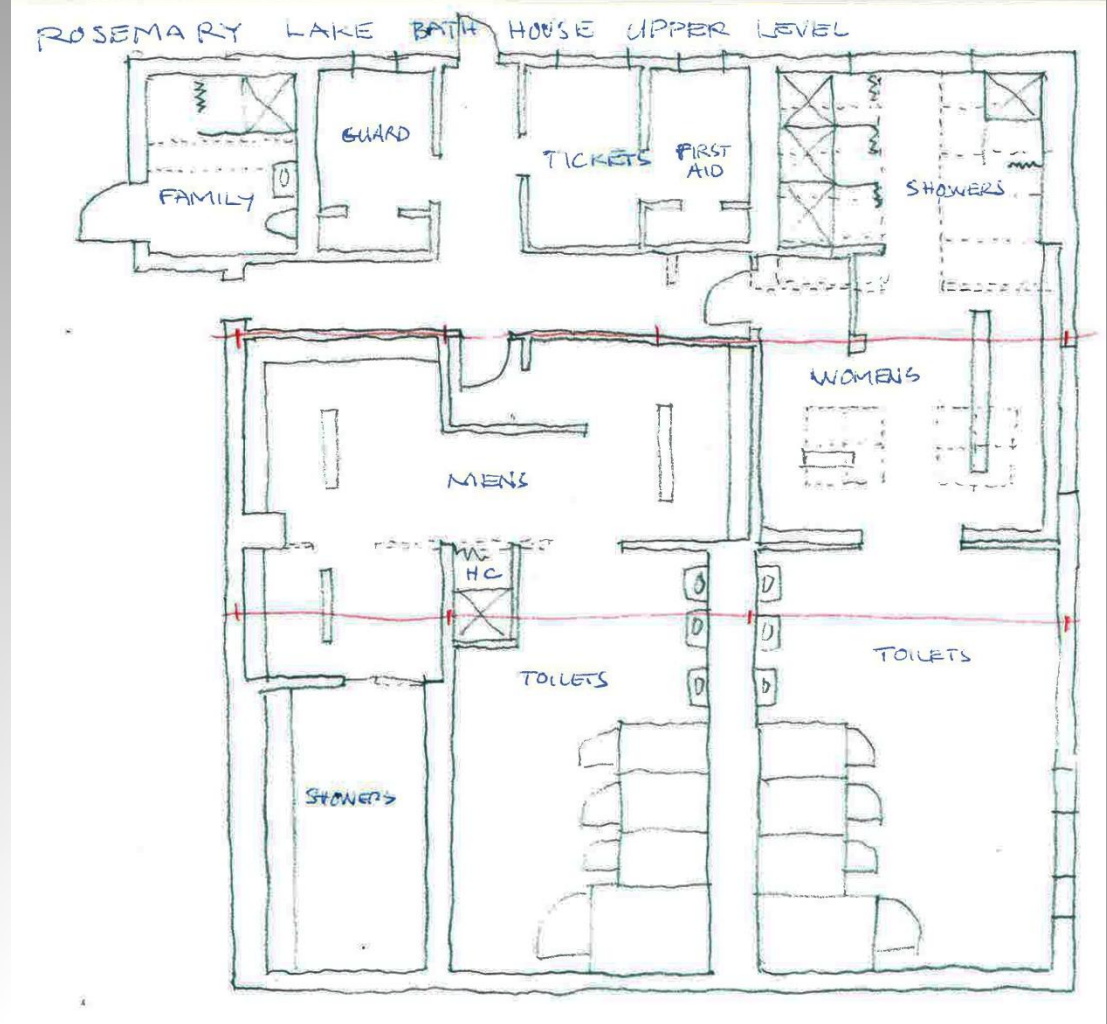 ROSEMARY LAKE BATH HOUSE UPPER LEVEL
GUARD
TICKETS
FIRST
AID
FAMILY
SHOWERS
WOMENS
MENS
HC
TOILETS
TOILETS
SHOWERS